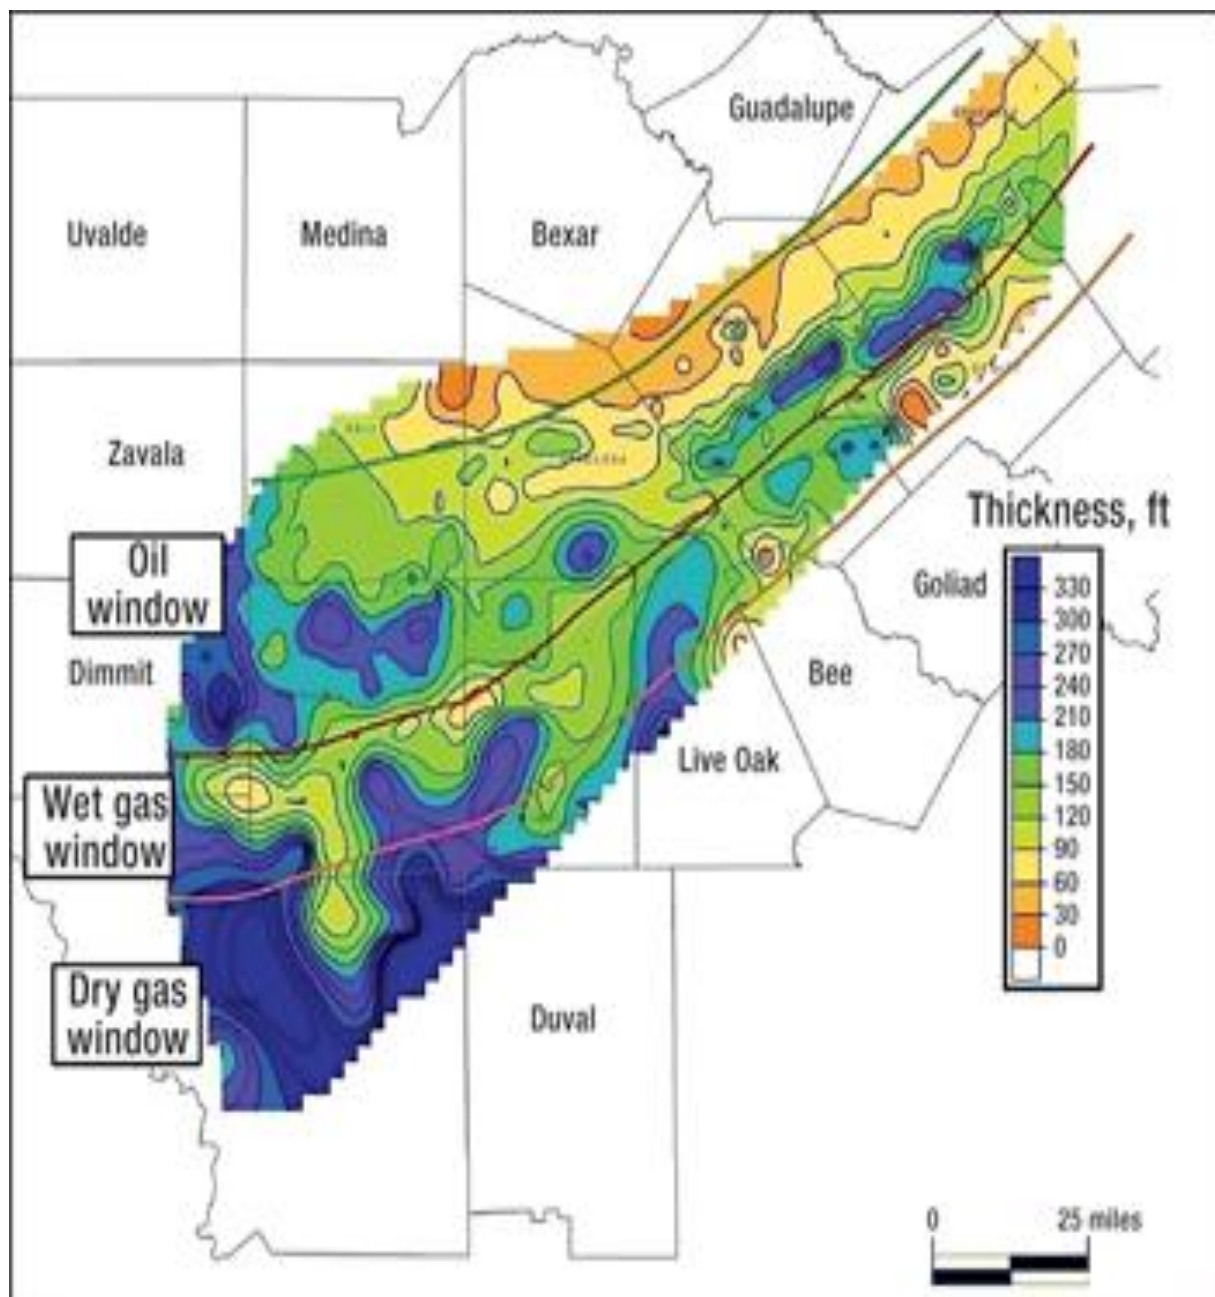 Guadalupe
Uvalde
Medina
Bexar
Zavala
Thickness, ft
Oil
window
Goliad
330
300
270
240
210
180
150
120
90
60
30
0
Dimmit
Bee
Live Oak
Wet gas
window
Dry gas
window
Duval
0
25 miles